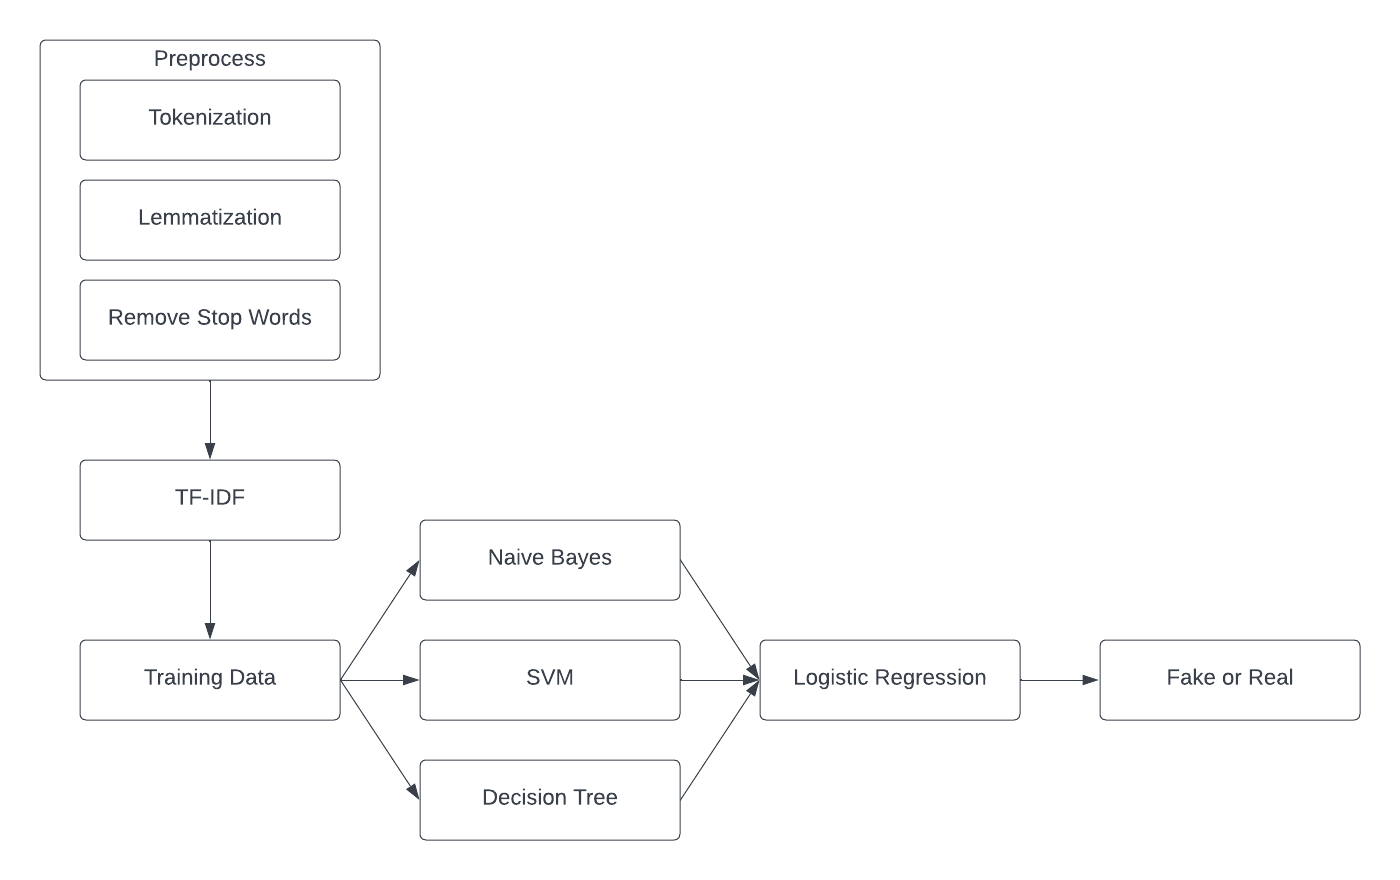 Preprocess
Tokenization
Lemmatization
Remove Stop Words
TF-IDF
Training Data
Naive Bayes
SVM
Decision Tree
Logistic Regression
Fake or Real